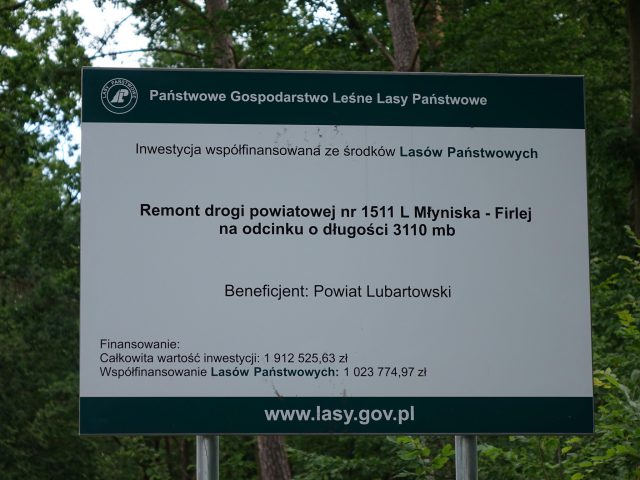 LASY PAŃSTWOWE
Państwowe Gospodarstwo Leśne Lasy Państwowe
Inwestycja współfinansowana ze środków Lasów Państwowych
Remont drogi powiatowej nr 1511 L Młyniska - Firlej
na odcinku o długości 3110 mb
Beneficjent: Powiat Lubartowski
Finansowanie:
Całkowita wartość inwestycji: 1 912 525,63 zł
Współfinansowanie Lasów Państwowych: 1 023 774,97 zł
www.lasy.gov.pl